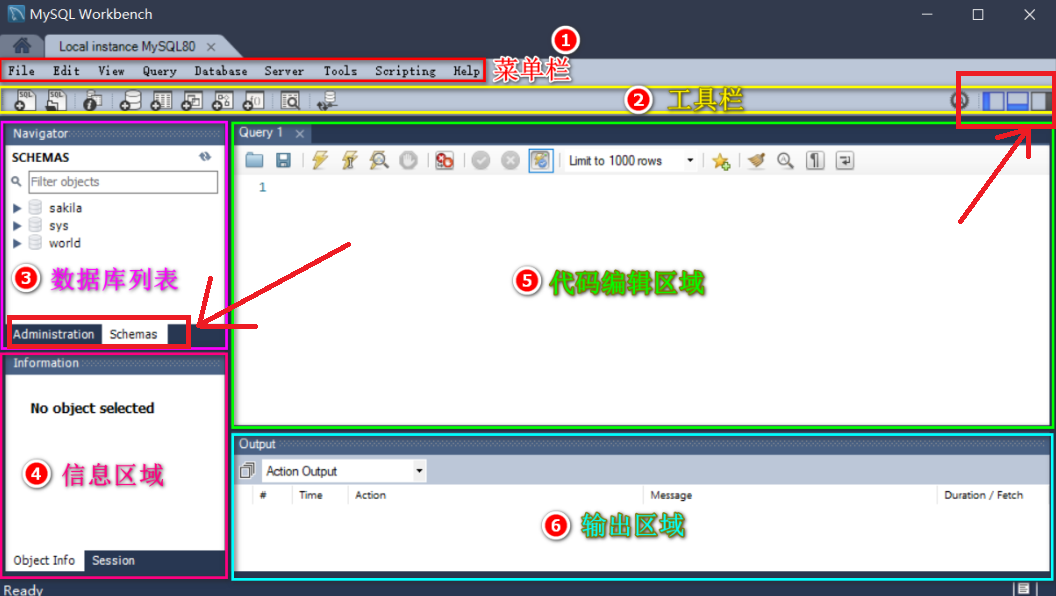 MySQL Workbench
Local instance MySQL80
1
File Edit View Query Database Server Tools Scripting Help 菜单栏
2 工具栏
Navigator
SCHEMAS
Filter objects
sakila
sys
world
3 数据库列表
Administration Schemas
Information
No object selected
4 信息区域
Object Info Session
Query 1
Limit to 1000 rows
1
5 代码编辑区域
Output
Action Output
# Time Action Message Duration / Fetch
6 输出区域
Ready